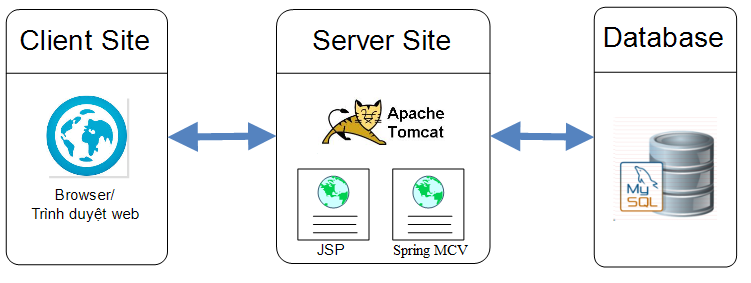 Client Site
Browser/
Trình duyệt web
Server Site
Apache
Tomcat
JSP
Spring MCV
Database
My
SQL